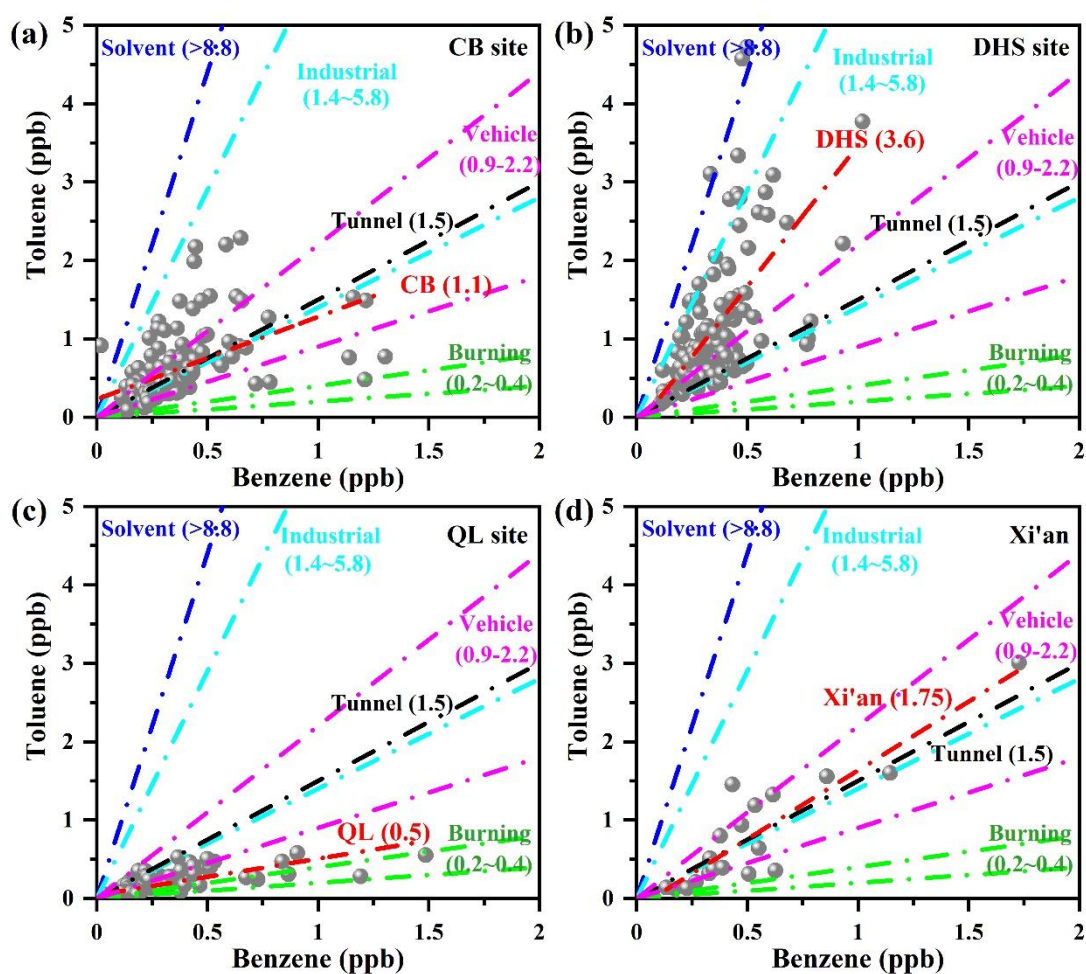 (a)
Solvent (>8.8)
CB site
Industrial
(1.4~5.8)
Vehicle
(0.9-2.2)
Tunnel (1.5)
CB (1.1)
Burning
(0.2~0.4)
Toluene (ppb)
5
4
3
2
1
0
0
0.5
1
1.5
2
Benzene (ppb)
(b)
Solvent (>8.8)
DHS site
Industrial
(1.4~5.8)
DHS (3.6)
Vehicle
(0.9-2.2)
Tunnel (1.5)
Burning
(0.2~0.4)
Toluene (ppb)
5
4
3
2
1
0
0
0.5
1
1.5
2
Benzene (ppb)
(c)
Solvent (>8.8)
QL site
Industrial
(1.4~5.8)
Vehicle
(0.9-2.2)
Tunnel (1.5)
QL (0.5)
Burning
(0.2~0.4)
Toluene (ppb)
5
4
3
2
1
0
0
0.5
1
1.5
2
Benzene (ppb)
(d)
Solvent (>8.8)
Xi'an
Industrial
(1.4~5.8)
Vehicle
(0.9-2.2)
Xi'an (1.75)
Tunnel (1.5)
Burning
(0.2~0.4)
Toluene (ppb)
5
4
3
2
1
0
0
0.5
1
1.5
2
Benzene (ppb)